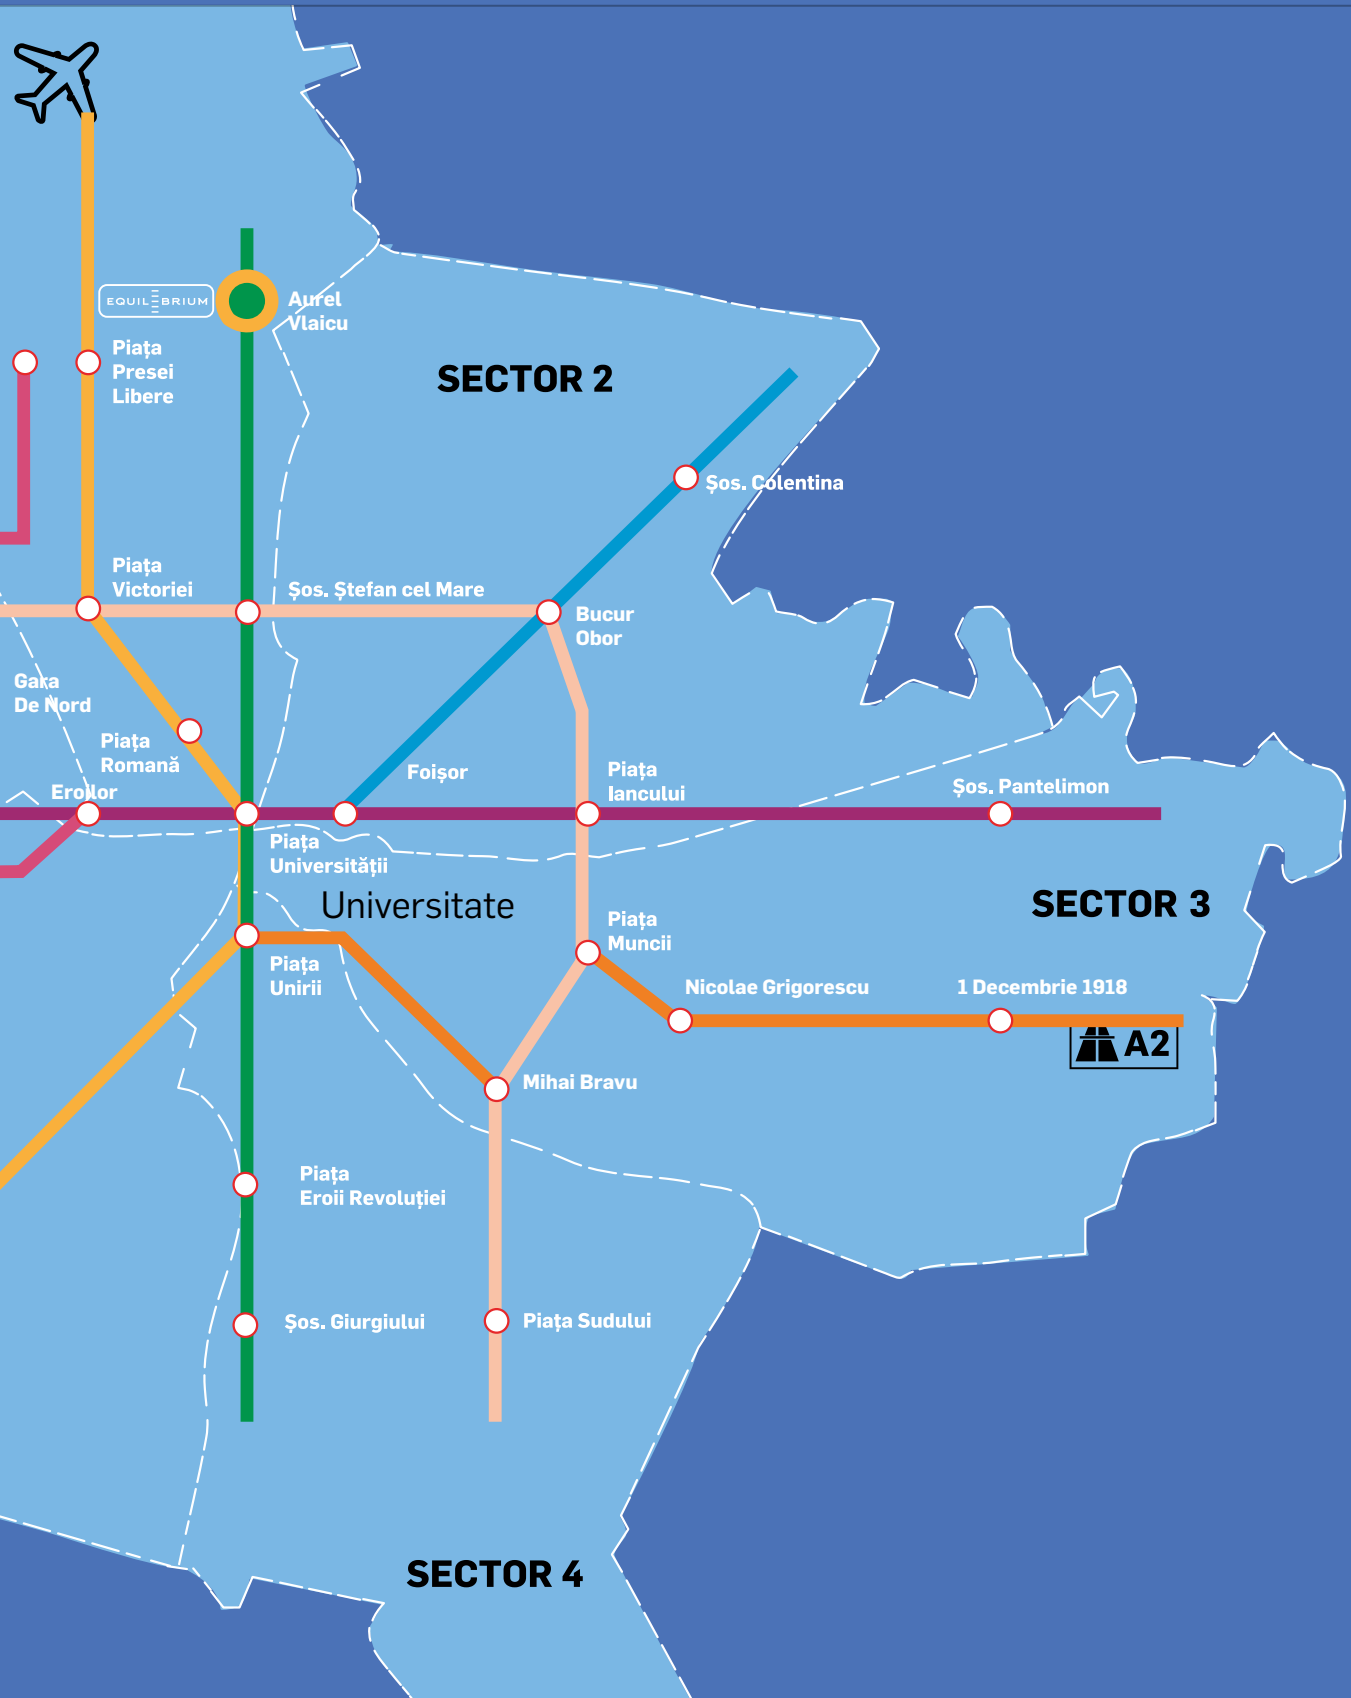 EQUILIBRIUM
Aurel
Vlaicu
Piața
Presei
Libere
SECTOR 2
Șos. Colentina
Piața
Victoriei
Șos. Ștefan cel Mare
Bucur
Obor
Gara
De Nord
Piața
Romană
Eroilor
Foișor
Piața
Iancului
Șos. Pantelimon
Piața
Universității
Universitate
SECTOR 3
Piața
Muncii
Piața
Unirii
Nicolae Grigorescu
1 Decembrie 1918
A2
Mihai Bravu
Piața
Eroii Revoluției
Șos. Giurgiului
Piața Sudului
SECTOR 4